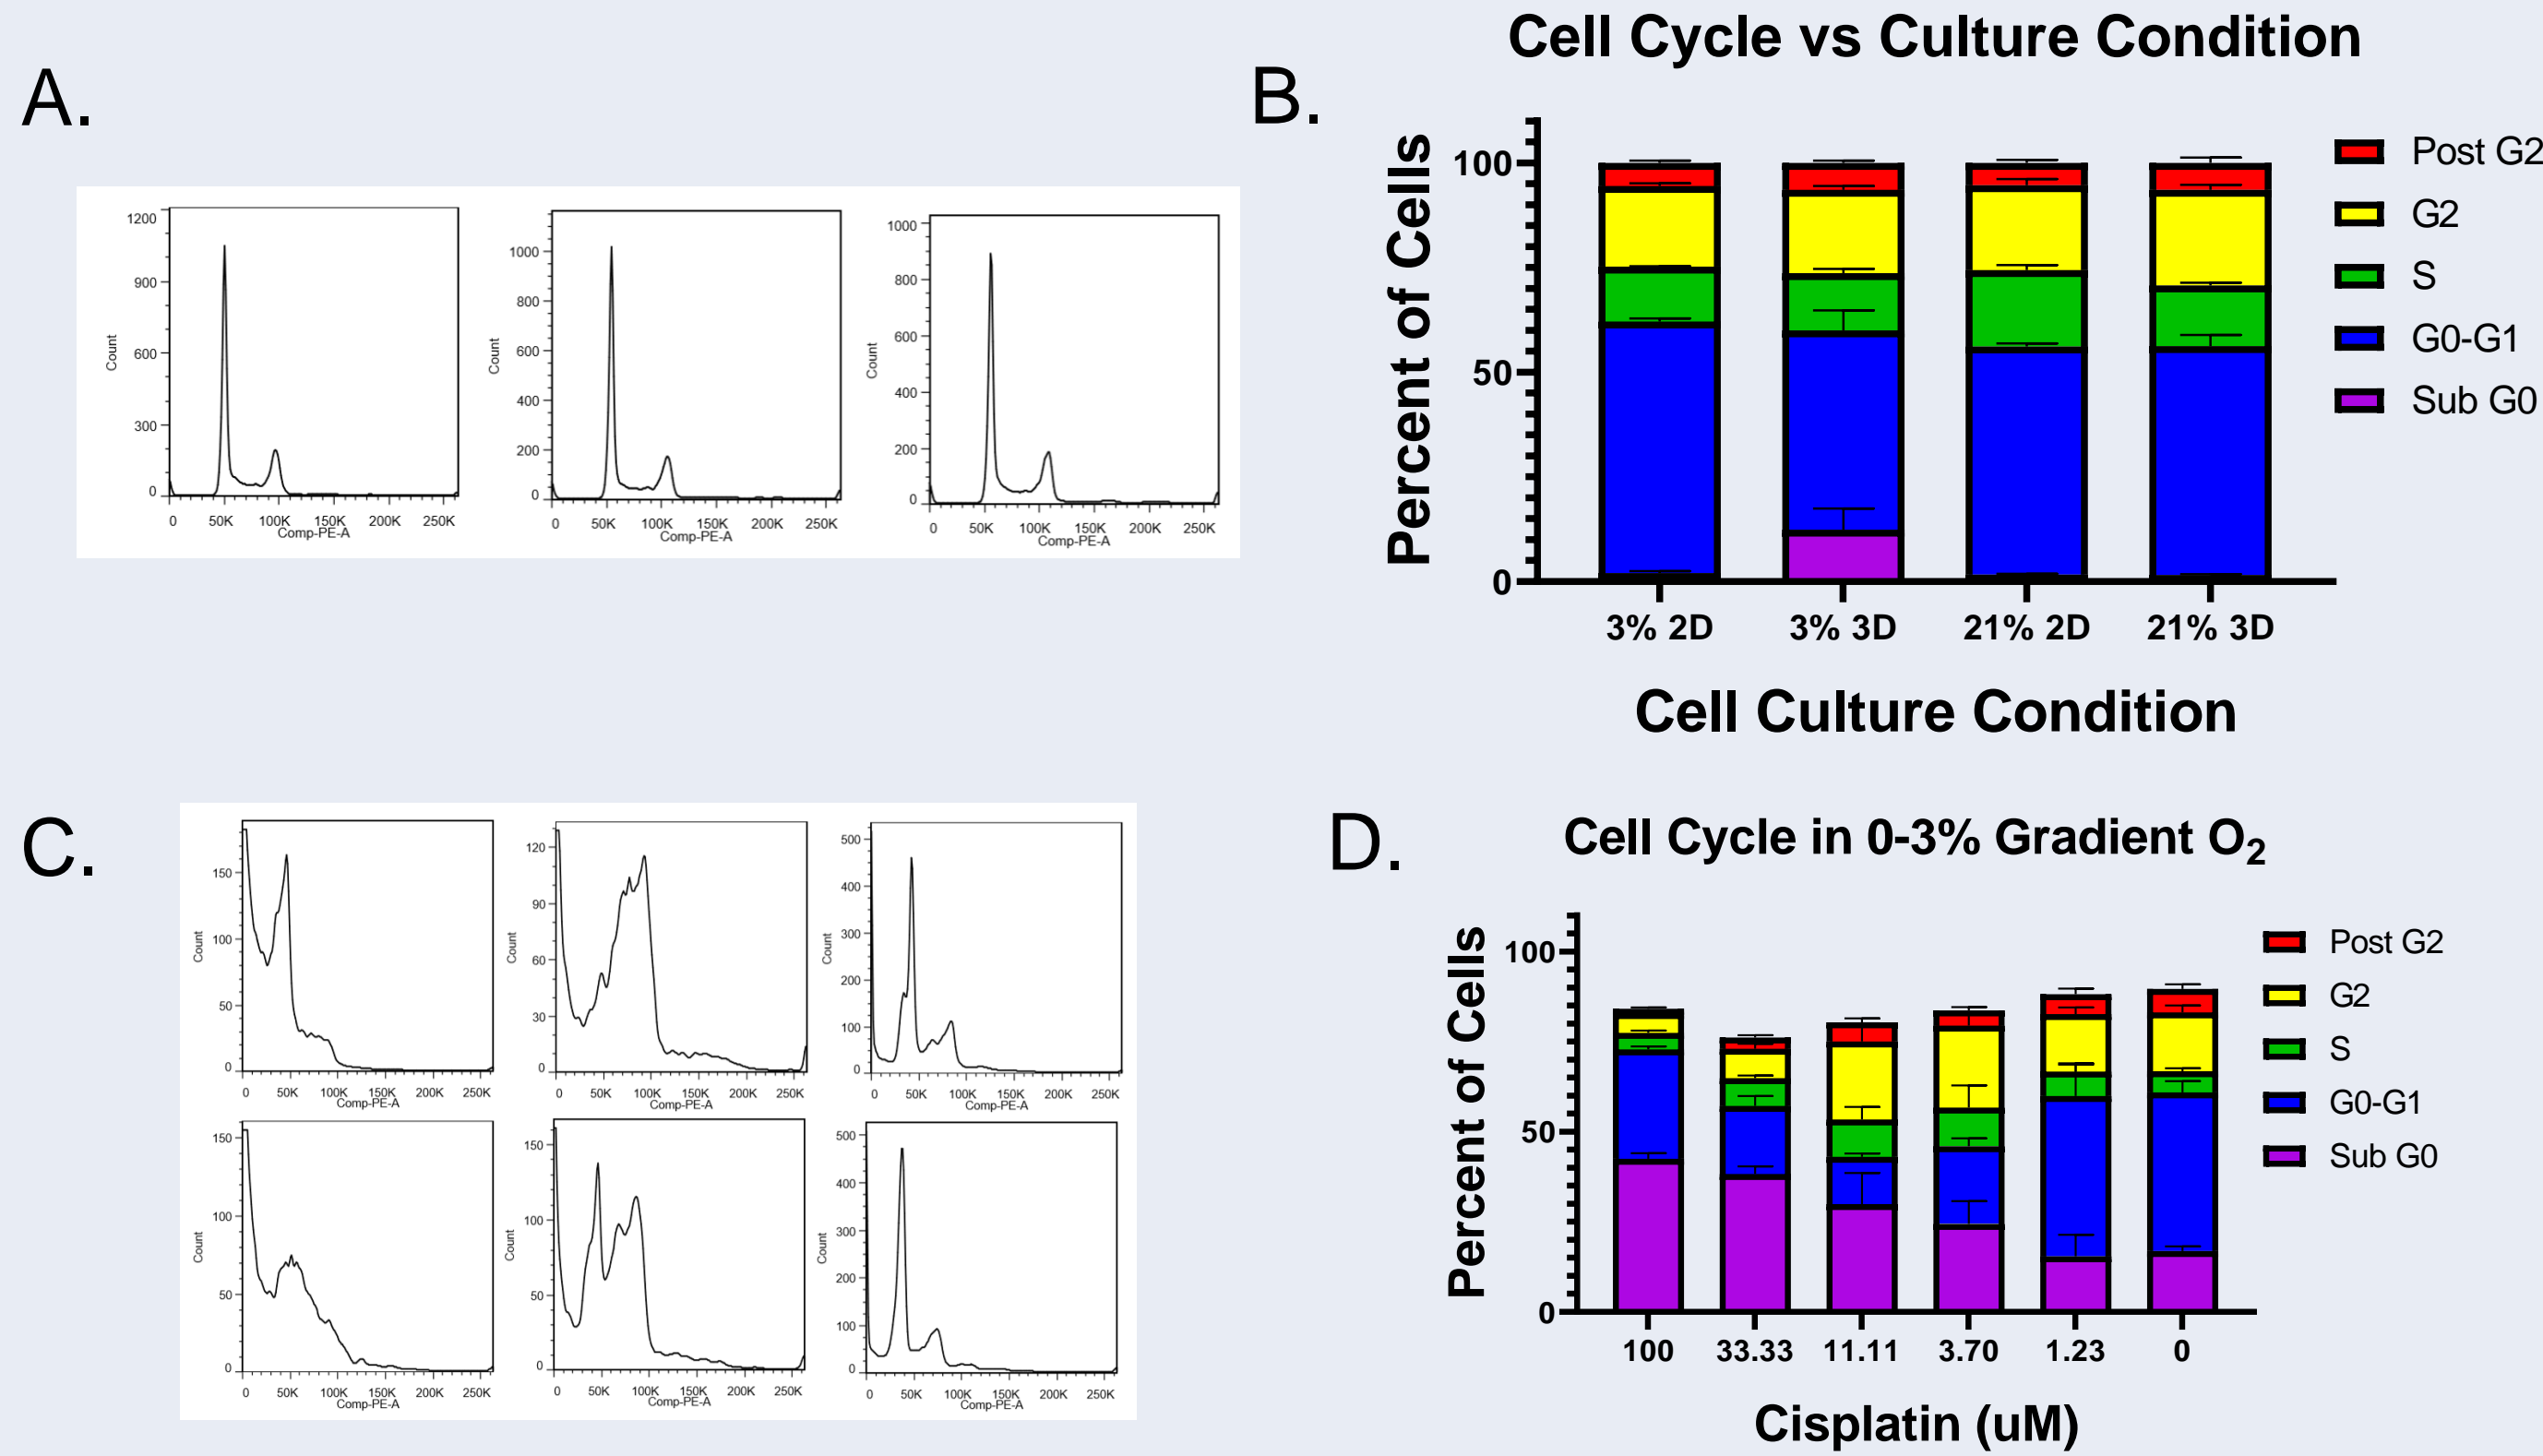 A.
1200
900
600
300
0
Count
0 50K 100K 150K 200K 250K
Comp-PE-A
1000
800
600
400
200
0
Count
0 50K 100K 150K 200K 250K
Comp-PE-A
1000
800
600
400
200
0
Count
0 50K 100K 150K 200K 250K
Comp-PE-A
B.
Cell Cycle vs Culture Condition
Percent of Cells
100
50
0
3% 2D 3% 3D 21% 2D 21% 3D
Cell Culture Condition
Post G2
G2
S
G0-G1
Sub G0
C.
150
100
50
0
Count
0 50K 100K 150K 200K 250K
Comp-PE-A
120
90
60
30
0
Count
0 50K 100K 150K 200K 250K
Comp-PE-A
500
400
300
200
100
0
Count
0 50K 100K 150K 200K 250K
Comp-PE-A
150
100
50
0
Count
0 50K 100K 150K 200K 250K
Comp-PE-A
150
100
50
0
Count
0 50K 100K 150K 200K 250K
Comp-PE-A
500
400
300
200
100
0
Count
0 50K 100K 150K 200K 250K
Comp-PE-A
D.
Cell Cycle in 0-3% Gradient O₂
Percent of Cells
100
50
0
100 33.33 11.11 3.70 1.23 0
Cisplatin (uM)
Post G2
G2
S
G0-G1
Sub G0